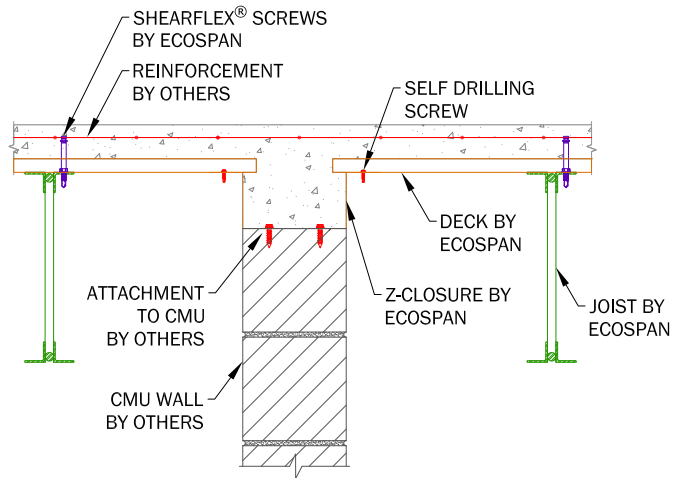 SHEARFLEX® SCREWS
BY ECOSPAN
REINFORCEMENT
BY OTHERS
SELF DRILLING
SCREW
DECK BY
ECOSPAN
ATTACHMENT
TO CMU
BY OTHERS
Z-CLOSURE BY
ECOSPAN
JOIST BY
ECOSPAN
CMU WALL
BY OTHERS